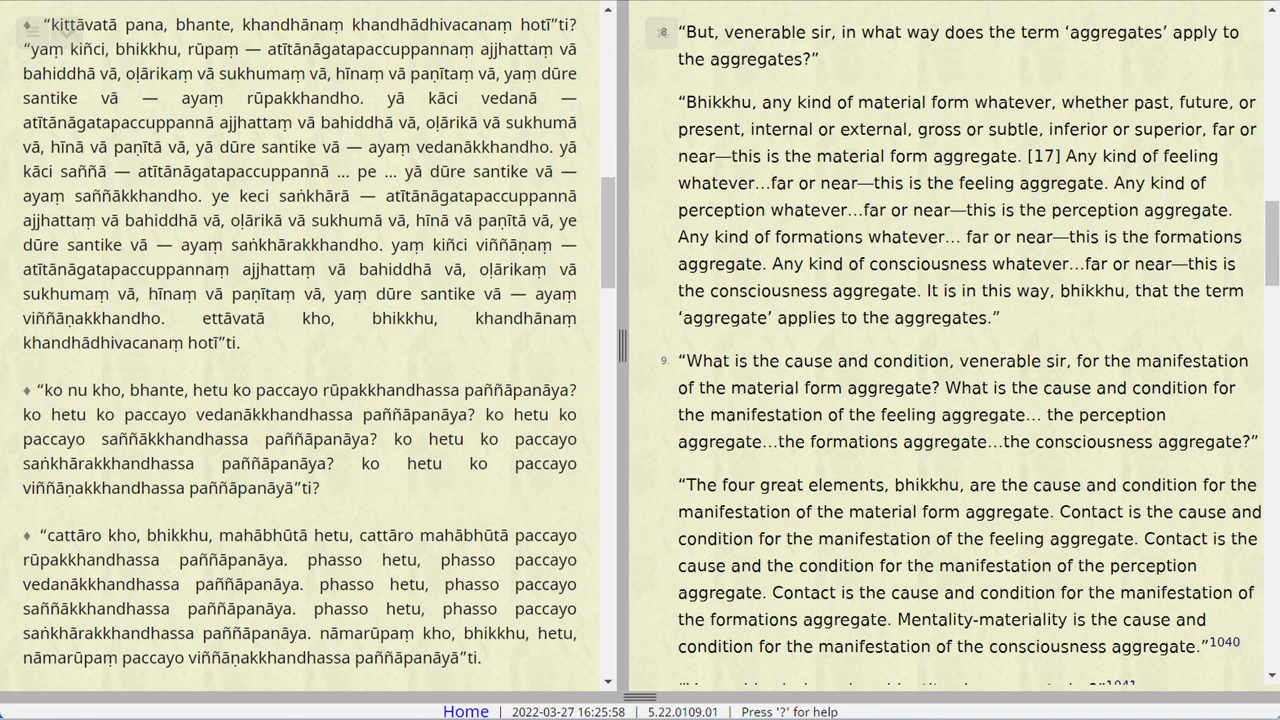 ♦ “kittāvatā pana, bhante, khandhānaṃ khandhādhivacanaṃ hotī”ti?
“yaṃ kiñci, bhikkhu, rūpaṃ — atītānāgatapaccuppannaṃ ajjhattaṃ vā
bahiddhā vā, oḷārikaṃ vā sukhumaṃ vā, hīnaṃ vā paṇītaṃ vā, yaṃ dūre
santike vā — ayaṃ rūpakkhandho. yā kāci vedanā —
atītānāgatapaccuppannā ajjhattaṃ vā bahiddhā vā, oḷārikā vā sukhumā
vā, hīnā vā paṇītā vā, yā dūre santike vā — ayaṃ vedanākkhandho. yā
kāci saññā — atītānāgatapaccuppannā ... pe ... yā dūre santike vā —
ayaṃ saññākkhandho. ye keci saṅkhārā — atītānāgatapaccuppannā
ajjhattaṃ vā bahiddhā vā, oḷārikā vā sukhumā vā, hīnā vā paṇītā vā, ye
dūre santike vā — ayaṃ saṅkhārakkhandho. yaṃ kiñci viññāṇaṃ —
atītānāgatapaccuppannaṃ ajjhattaṃ vā bahiddhā vā, oḷārikaṃ vā
sukhumaṃ vā, hīnaṃ vā paṇītaṃ vā, yaṃ dūre santike vā — ayaṃ
viññāṇakkhandho. ettāvatā kho, bhikkhu, khandhānaṃ
khandhādhivacanaṃ hotī”ti.
♦ “ko nu kho, bhante, hetu ko paccayo rūpakkhandhassa paññāpanāya?
ko hetu ko paccayo vedanākkhandhassa paññāpanāya? ko hetu ko
paccayo saññākkhandhassa paññāpanāya? ko hetu ko paccayo
saṅkhārakkhandhassa paññāpanāya? ko hetu ko paccayo
viññāṇakkhandhassa paññāpanāyā”ti?
♦ “cattāro kho, bhikkhu, mahābhūtā hetu, cattāro mahābhūtā paccayo
rūpakkhandhassa paññāpanāya. phasso hetu, phasso paccayo
vedanākkhandhassa paññāpanāya. phasso hetu, phasso paccayo
saññākkhandhassa paññāpanāya. phasso hetu, phasso paccayo
saṅkhārakkhandhassa paññāpanāya. nāmarūpaṃ kho, bhikkhu, hetu,
nāmarūpaṃ paccayo viññāṇakkhandhassa paññāpanāyā”ti.
8. “But, venerable sir, in what way does the term ‘aggregates’ apply to
the aggregates?”
“Bhikkhu, any kind of material form whatever, whether past, future, or
present, internal or external, gross or subtle, inferior or superior, far or
near—this is the material form aggregate. [17] Any kind of feeling
whatever…far or near—this is the feeling aggregate. Any kind of
perception whatever…far or near—this is the perception aggregate.
Any kind of formations whatever… far or near—this is the formations
aggregate. Any kind of consciousness whatever…far or near—this is
the consciousness aggregate. It is in this way, bhikkhu, that the term
‘aggregate’ applies to the aggregates.”
9. “What is the cause and condition, venerable sir, for the manifestation
of the material form aggregate? What is the cause and condition for
the manifestation of the feeling aggregate… the perception
aggregate…the formations aggregate…the consciousness aggregate?”
“The four great elements, bhikkhu, are the cause and condition for the
manifestation of the material form aggregate. Contact is the cause and
condition for the manifestation of the feeling aggregate. Contact is the
cause and the condition for the manifestation of the perception
aggregate. Contact is the cause and condition for the manifestation of
the formations aggregate. Mentality-materiality is the cause and
condition for the manifestation of the consciousness aggregate.”1040
Home | 2022-03-27 16:25:58 | 5.22.0109.01 | Press '?' for help